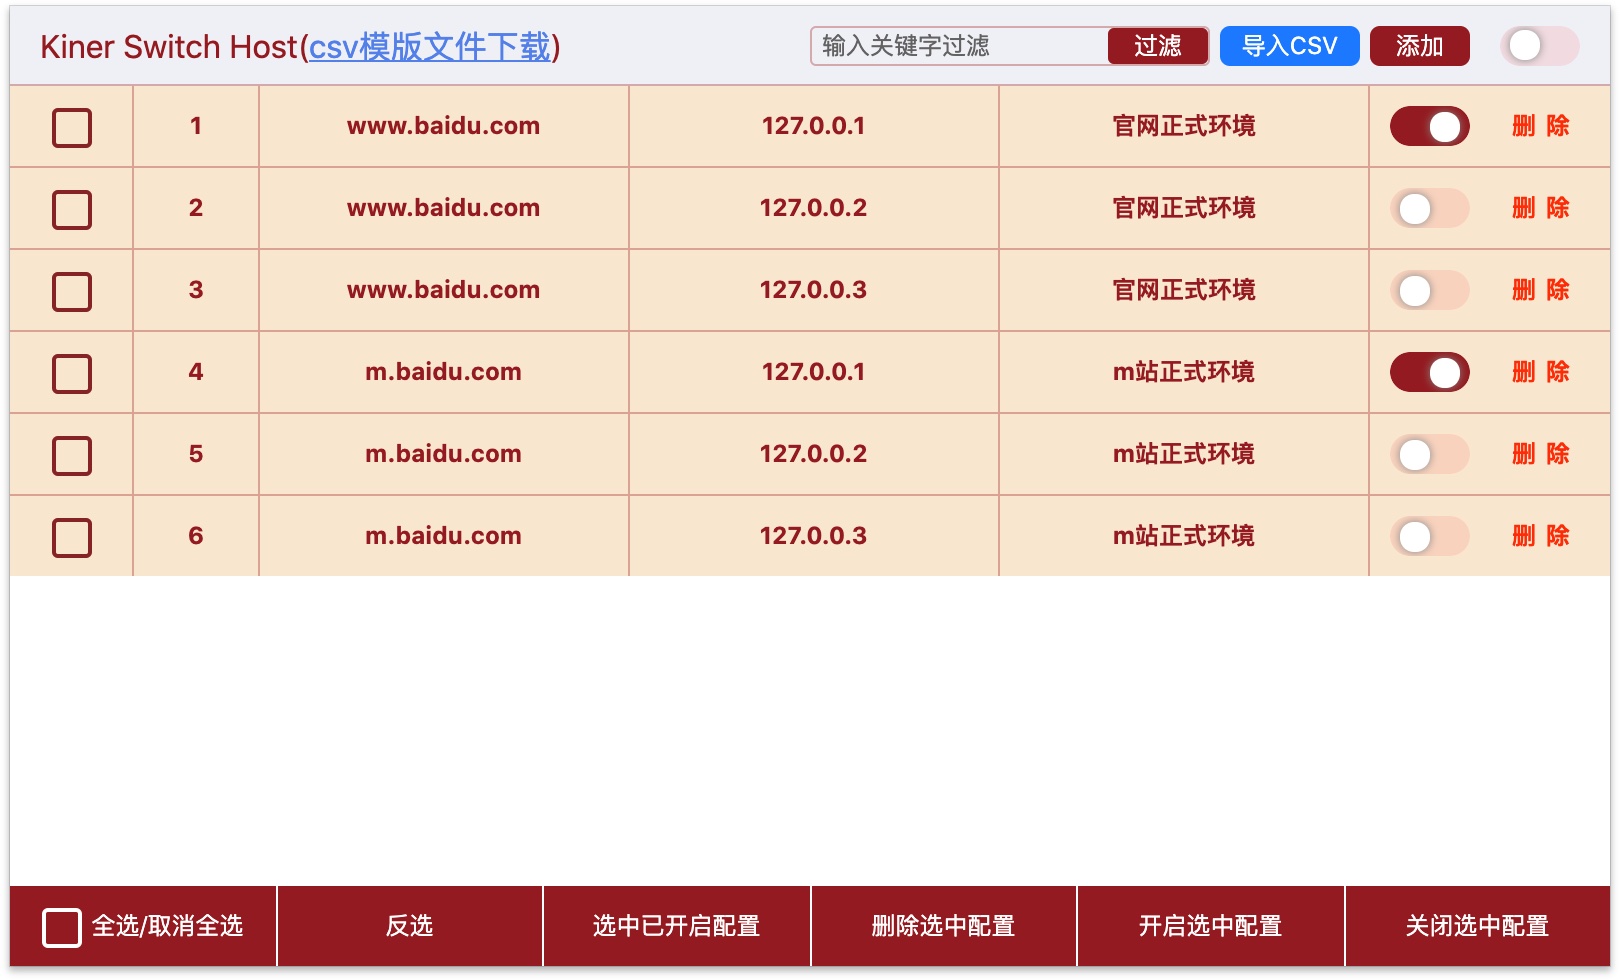 Kiner Switch Host(csv模版文件下载) 输入关键字过滤 过滤 导入CSV 添加
1 www.baidu.com 127.0.0.1 官网正式环境 删 除
2 www.baidu.com 127.0.0.2 官网正式环境 删 除
3 www.baidu.com 127.0.0.3 官网正式环境 删 除
4 m.baidu.com 127.0.0.1 m站正式环境 删 除
5 m.baidu.com 127.0.0.2 m站正式环境 删 除
6 m.baidu.com 127.0.0.3 m站正式环境 删 除
全选/取消全选 反选 选中已开启配置 删除选中配置 开启选中配置 关闭选中配置